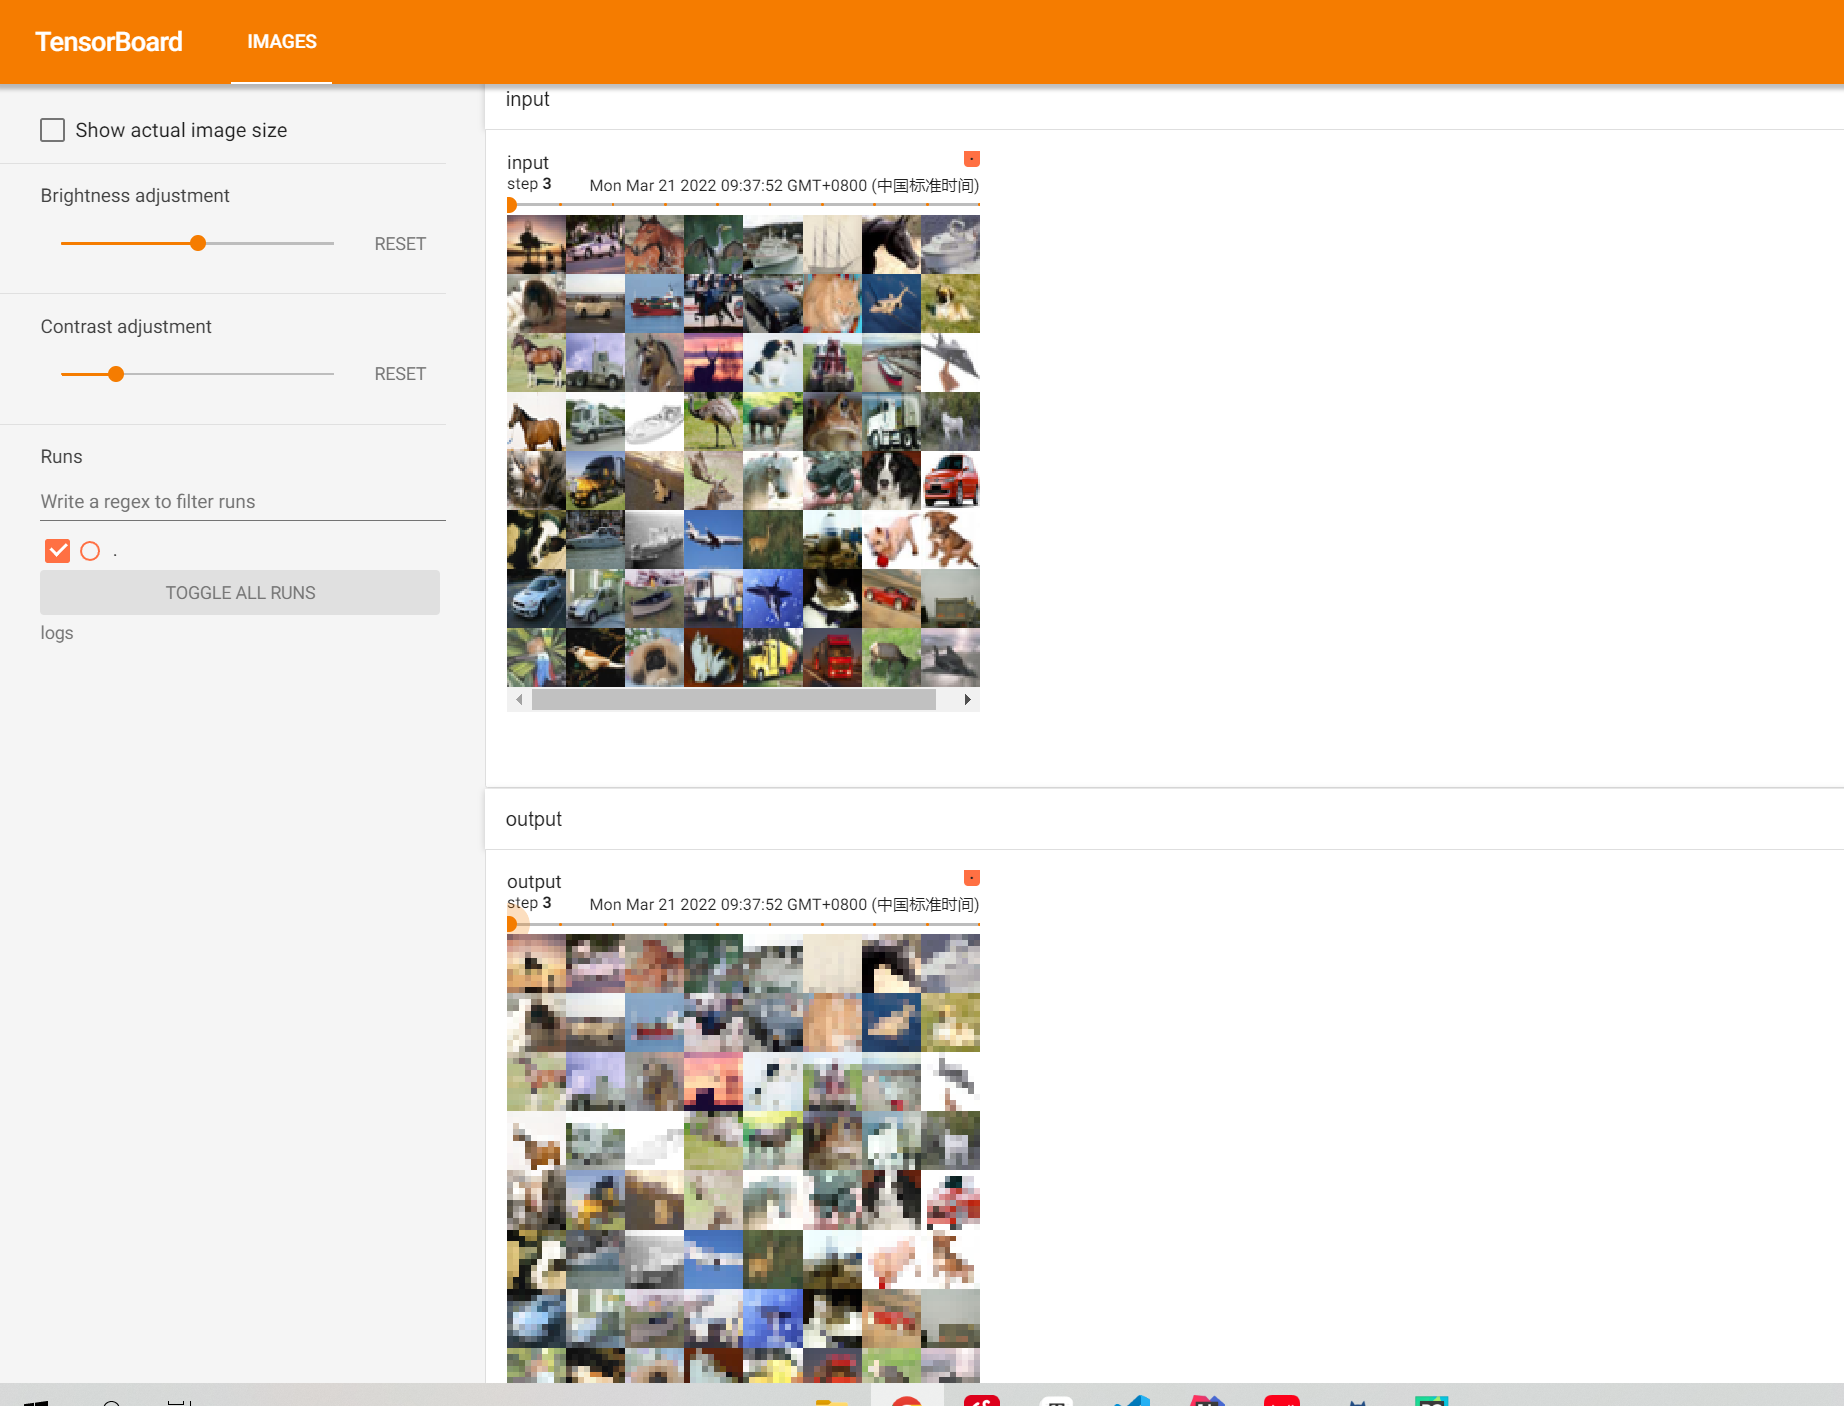 TensorBoard
IMAGES
Show actual image size
Brightness adjustment
RESET
Contrast adjustment
RESET
Runs
Write a regex to filter runs
.
TOGGLE ALL RUNS
logs
input
input
step 3
Mon Mar 21 2022 09:37:52 GMT+0800 (中国标准时间)
output
output
step 3
Mon Mar 21 2022 09:37:52 GMT+0800 (中国标准时间)